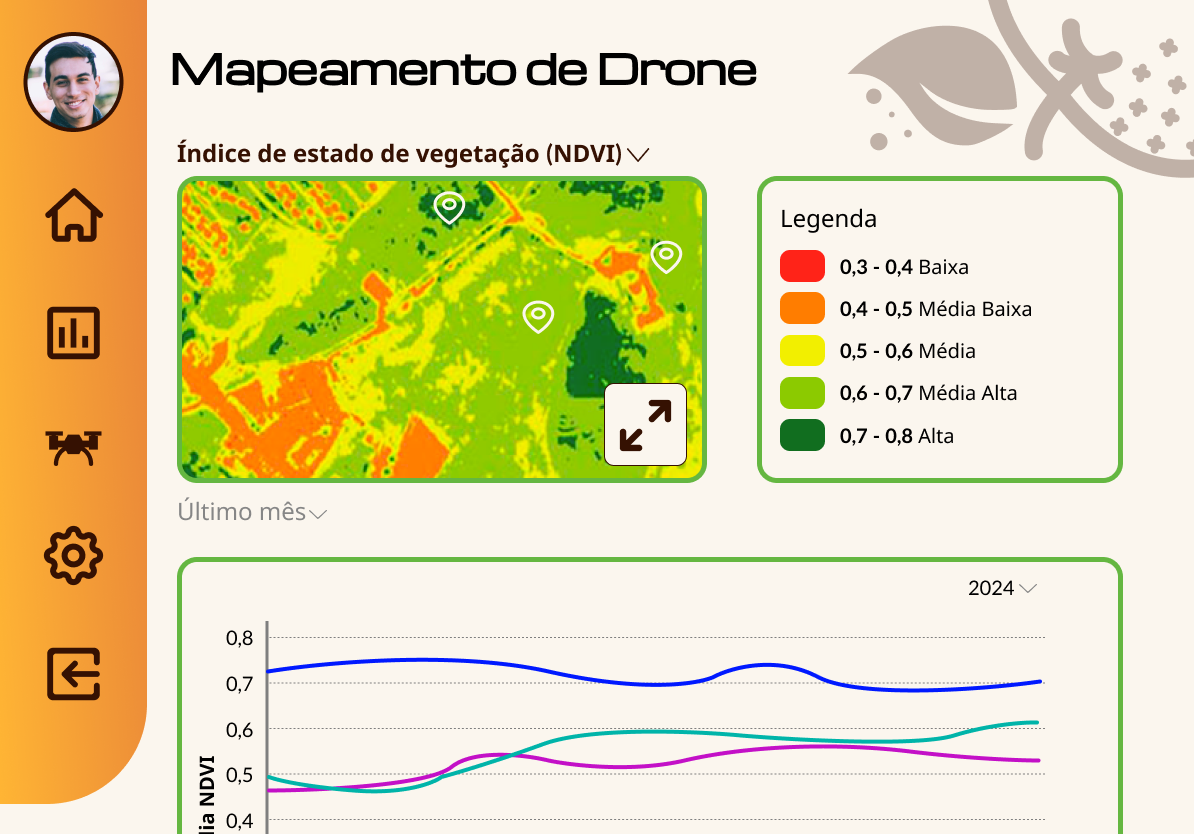 Mapeamento de Drone
Índice de estado de vegetação (NDVI)
Legenda
0,3 - 0,4 Baixa
0,4 - 0,5 Média Baixa
0,5 - 0,6 Média
0,6 - 0,7 Média Alta
0,7 - 0,8 Alta
Último mês
2024
0,8
0,7
0,6
0,5
0,4
NDVI